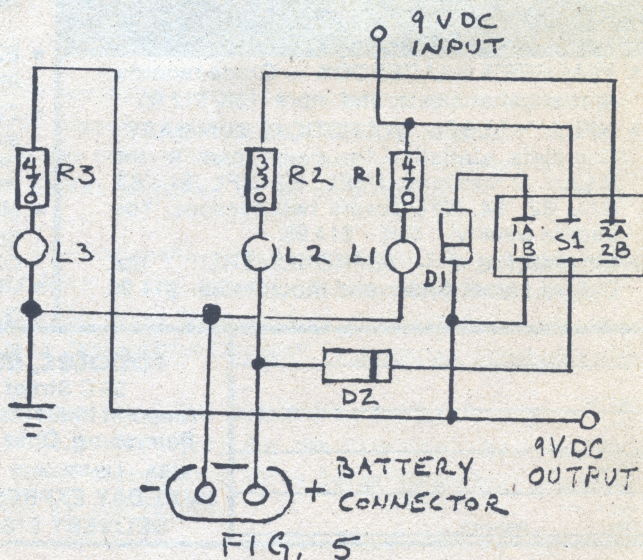 9 VDC
INPUT
470
R3
330
R2
R1
470
1A
1B
S1
2A
2B
L3
L2
L1
D1
D2
9VDC
OUTPUT
-
+
BATTERY
CONNECTOR
FIG. 5